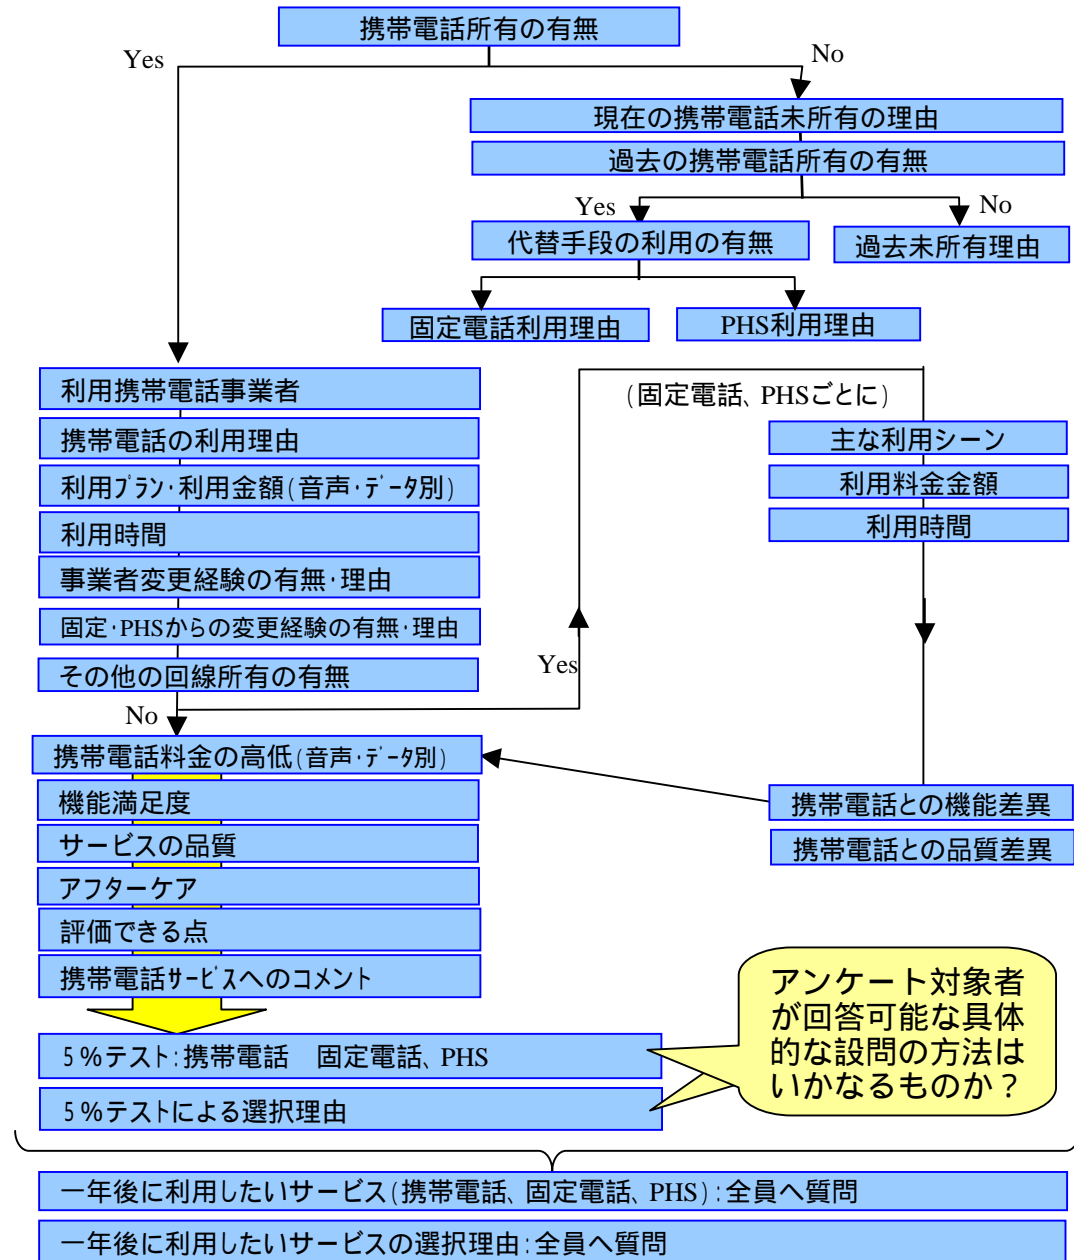 携帯電話所有の有無
Yes
No
現在の携帯電話未所有の理由
過去の携帯電話所有の有無
Yes
No
代替手段の利用の有無
過去未所有理由
固定電話利用理由
PHS利用理由
利用携帯電話事業者
携帯電話の利用理由
利用プラン・利用金額(音声・データ別)
利用時間
事業者変更経験の有無・理由
固定・PHSからの変更経験の有無・理由
その他の回線所有の有無
(固定電話、PHSごとに)
主な利用シーン
利用料金金額
利用時間
Yes
No
携帯電話料金の高低(音声・データ別)
機能満足度
サービスの品質
アフターケア
評価できる点
携帯電話サービスへのコメント
携帯電話との機能差異
携帯電話との品質差異
アンケート対象者
が回答可能な具体
的な設問の方法は
いかなるものか？
5%テスト:携帯電話　固定電話、PHS
5%テストによる選択理由
一年後に利用したいサービス(携帯電話、固定電話、PHS):全員へ質問
一年後に利用したいサービスの選択理由:全員へ質問